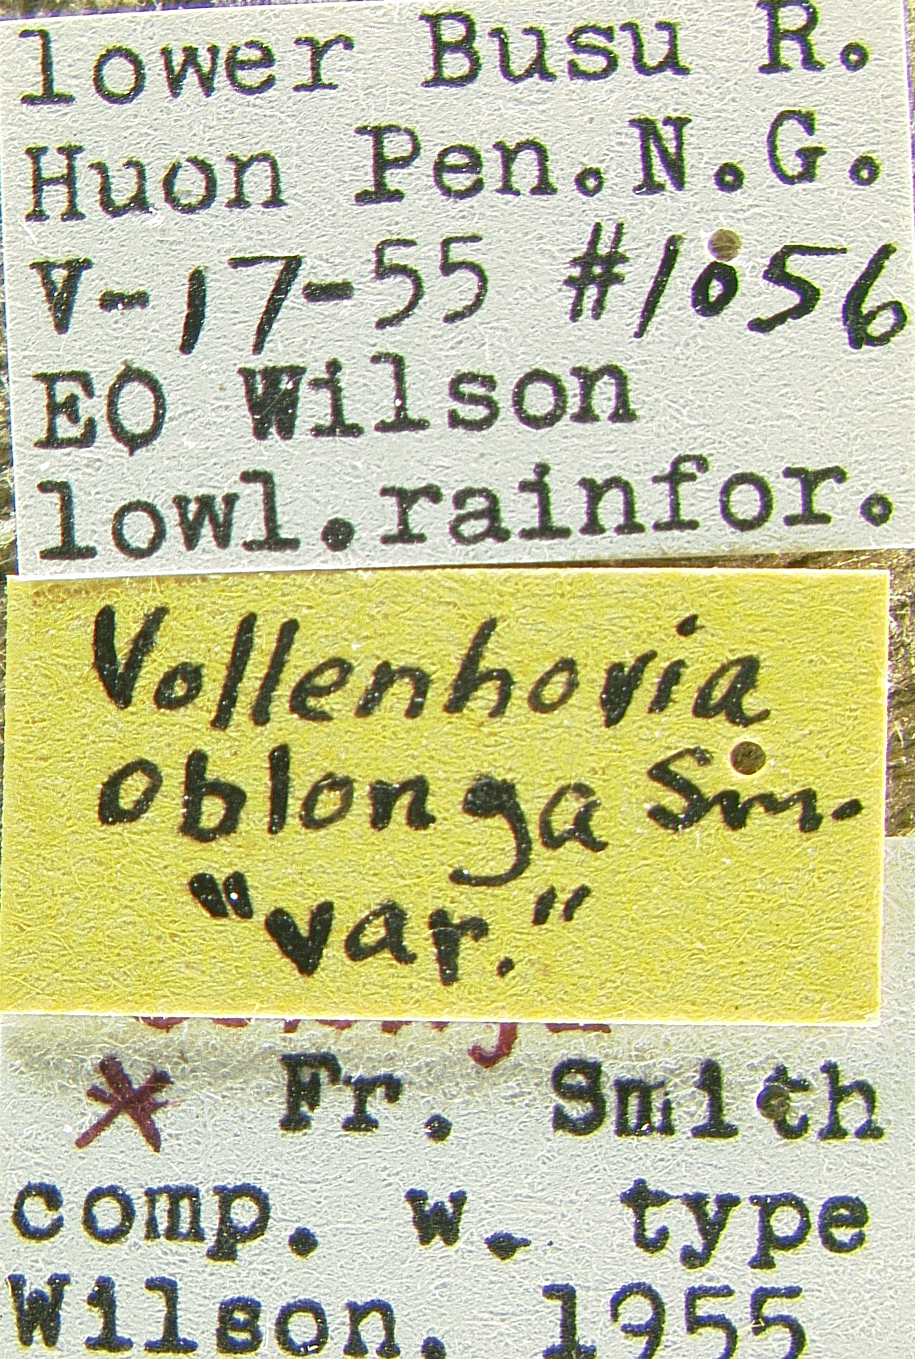 lower Busu R.
Huon Pen.N.G.
V-17-55 #1056
EO Wilson
lowl.rainfor.
Vollenhovia
oblonga Sm.
"var."
* Fr. Smith
comp. w. type
Wilson. 1955